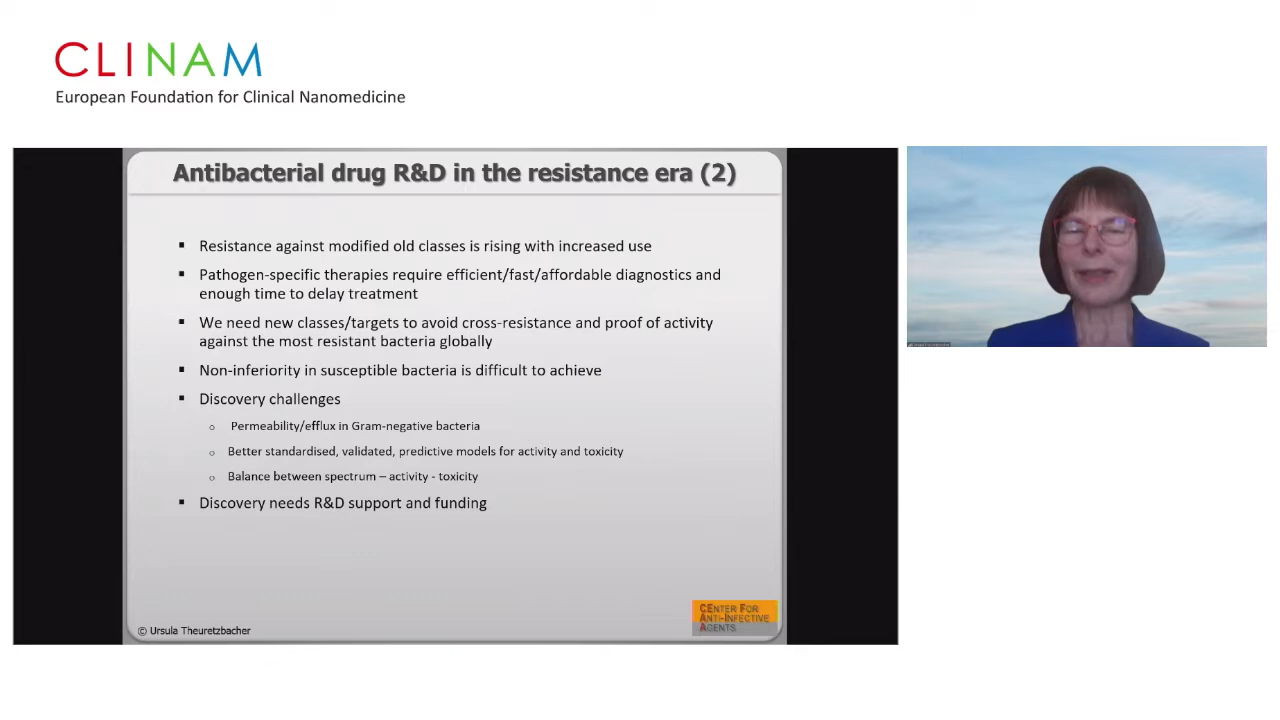 CLINAM
European Foundation for Clinical Nanomedicine
Antibacterial drug R&D in the resistance era (2)
▪ Resistance against modified old classes is rising with increased use
▪ Pathogen-specific therapies require efficient/fast/affordable diagnostics and
enough time to delay treatment
▪ We need new classes/targets to avoid cross-resistance and proof of activity
against the most resistant bacteria globally
▪ Non-inferiority in susceptible bacteria is difficult to achieve
▪ Discovery challenges
○ Permeability/efflux in Gram-negative bacteria
○ Better standardised, validated, predictive models for activity and toxicity
○ Balance between spectrum – activity - toxicity
▪ Discovery needs R&D support and funding
© Ursula Theuretzbacher
CENTER FOR
ANTI-INFECTIVE
AGENTS